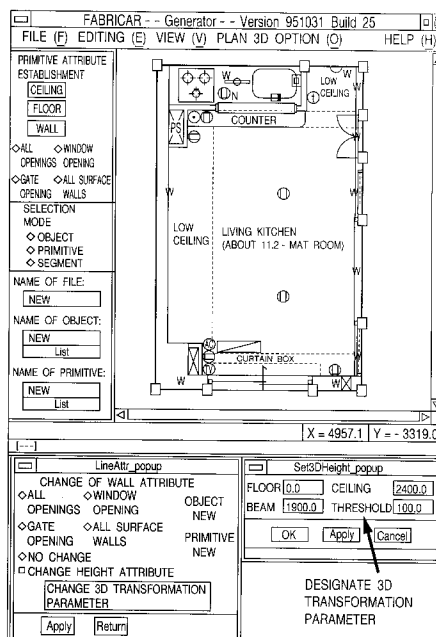 FABRICAR - - Generator - - Version 951031 Build 25
FILE (F) EDITING (E) VIEW (V) PLAN 3D OPTION (O) HELP (H)
PRIMITIVE ATTRIBUTE
ESTABLISHMENT
CEILING
FLOOR
WALL
ALL WINDOW
OPENINGS OPENING
GATE ALL SURFACE
OPENING WALLS
SELECTION
MODE
OBJECT
PRIMITIVE
SEGMENT
NAME OF FILE:
NEW
NAME OF OBJECT:
NEW
List
NAME OF PRIMITIVE:
NEW
List
W
W
N
LOW
CEILING
1
PS
COUNTER
W
W
W
LOW
CEILING
LIVING KITCHEN
(ABOUT 11.2 - MAT ROOM)
W
W
AC
CURTAIN BOX
W
W
X = 4957.1 Y = - 3319.0
[---]
LineAttr_popup
CHANGE OF WALL ATTRIBUTE
ALL WINDOW
OPENINGS OPENING
OBJECT
NEW
GATE ALL SURFACE
OPENING WALLS
PRIMITIVE
NEW
NO CHANGE
CHANGE HEIGHT ATTRIBUTE
CHANGE 3D TRANSFORMATION
PARAMETER
Apply Return
Set3DHeight_popup
FLOOR 0.0 CEILING 2400.0
BEAM 1900.0 THRESHOLD 100.0
OK Apply Cancel
DESIGNATE 3D
TRANSFORMATION
PARAMETER